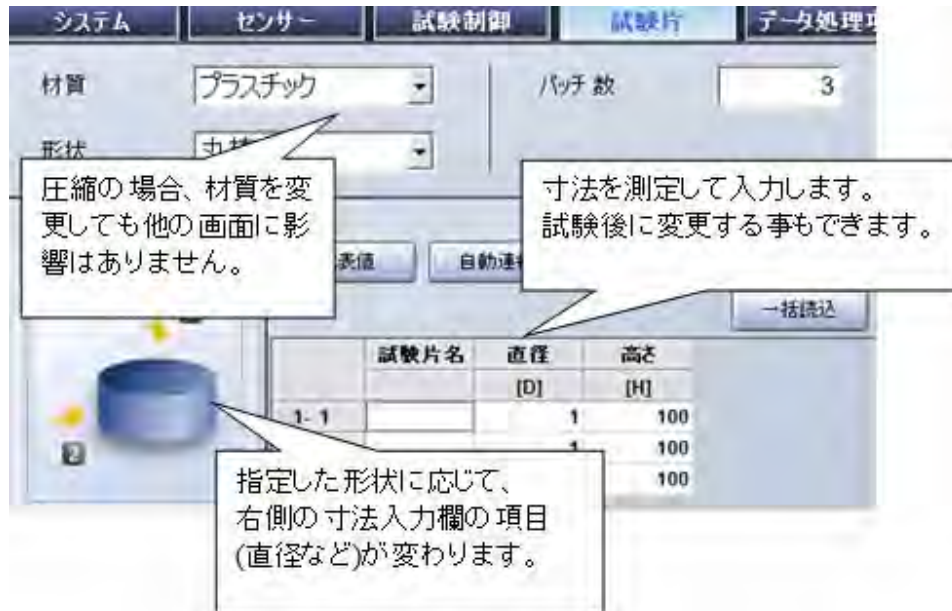 システム センサー 試験制御 試験片 データ処理項
材質 プラスチック バッチ数 3
形状
圧縮の場合、材質を変
更しても他の画面に影
響はありません。
寸法を測定して入力します。
試験後に変更する事もできます。
表値 自動連
一括読込
試験片名 直径 高さ
[D] [H]
1- 1 1 100
1 100
100
2
指定した形状に応じて、
右側の寸法入力欄の項目
(直径など)が変わります。